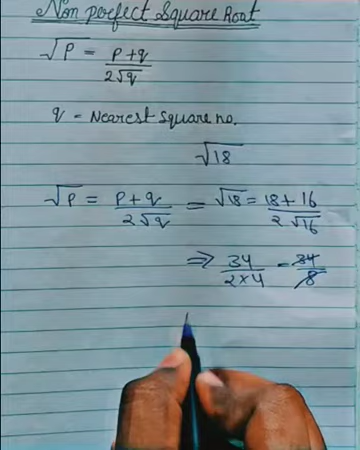 Non perfect Square Root
√P = P+q / 2√q
q = Nearest Square no.
√18
√P = P+q / 2√q = √18 = 18+16 / 2√16
⇒ 34 / 2×4 = 34 / 8